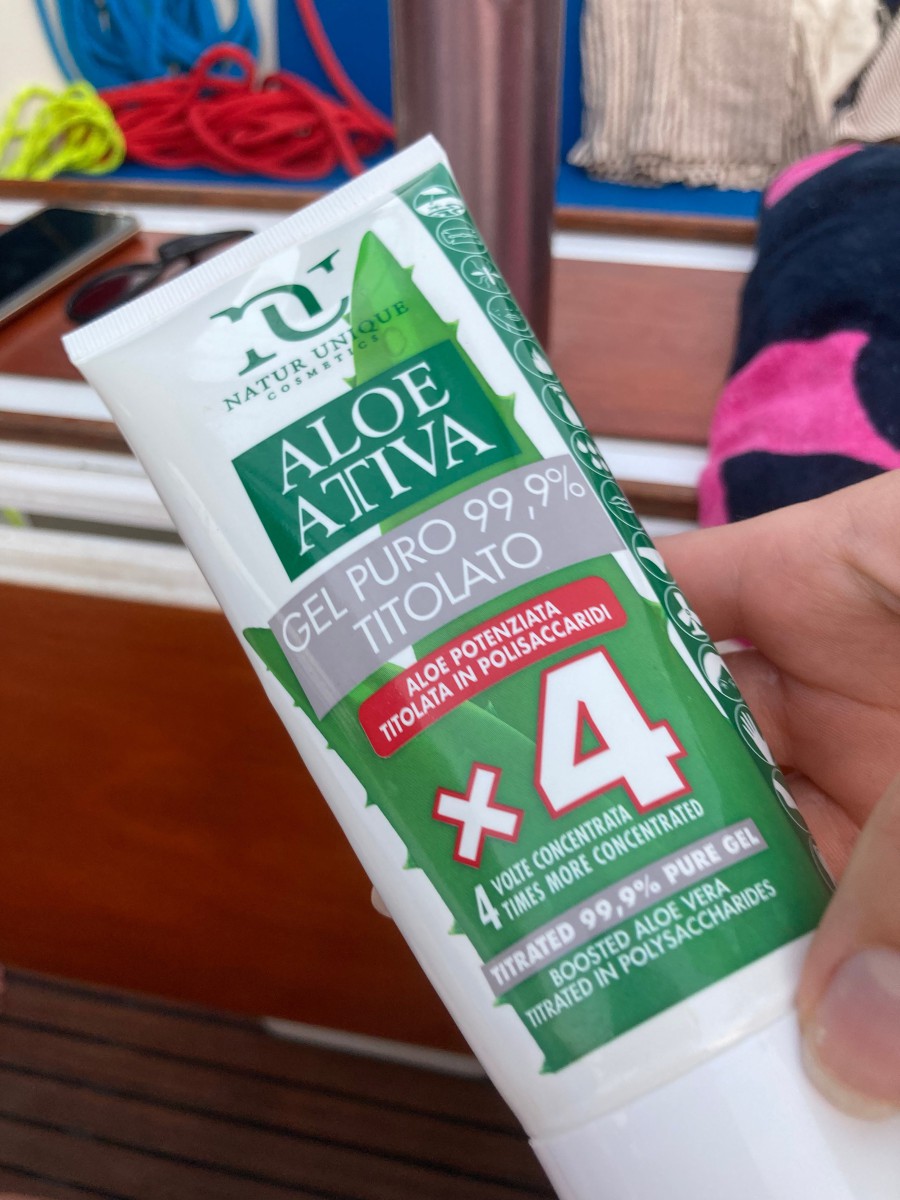 NATUR UNIQUE
COSMETICS
ALOE
ATIVA
GEL PURO 99,9%
TITOLATO
ALOE POTENZIATA
TITOLATA IN POLISACCARIDI
x4
4 VOLTE CONCENTRATA
TIMES MORE CONCENTRATED
TITRATED 99,9% PURE GEL
BOOSTED ALOE VERA
TITRATED IN POLYSACCHARIDES